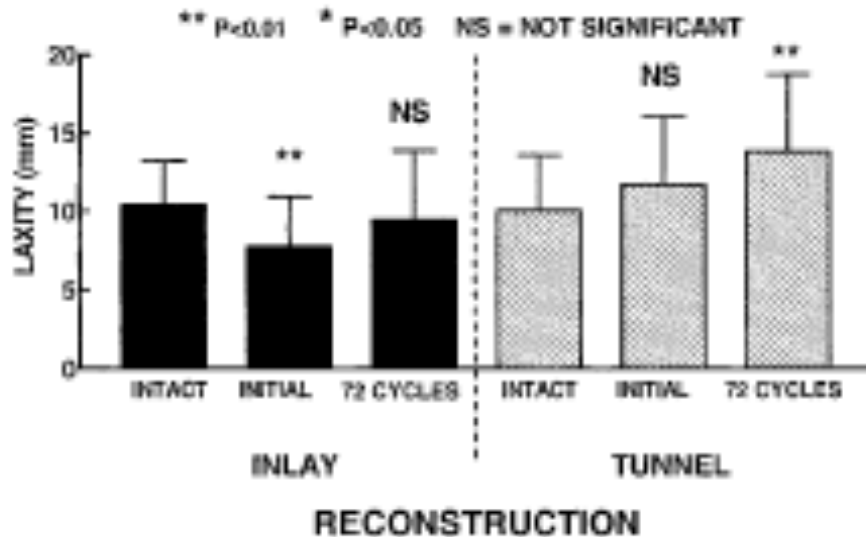 ** P<0.01 * P<0.05 NS = NOT SIGNIFICANT
20
15
10
5
0
LAXITY (mm)
** NS NS **
INTACT INITIAL 72 CYCLES INTACT INITIAL 72 CYCLES
INLAY TUNNEL
RECONSTRUCTION